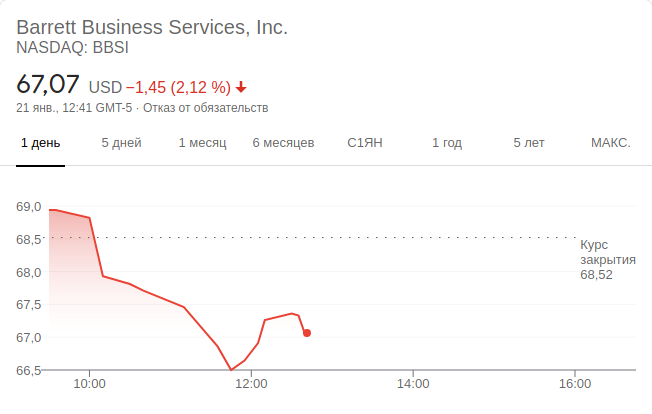 Barrett Business Services, Inc.
NASDAQ: BBSI
67,07 USD −1,45 (2,12 %)
21 янв., 12:41 GMT-5 · Отказ от обязательств
1 день 5 дней 1 месяц 6 месяцев С1ЯН 1 год 5 лет МАКС.
69,0
68,5
Курс
закрытия
68,52
68,0
67,5
67,0
66,5
10:00 12:00 14:00 16:00